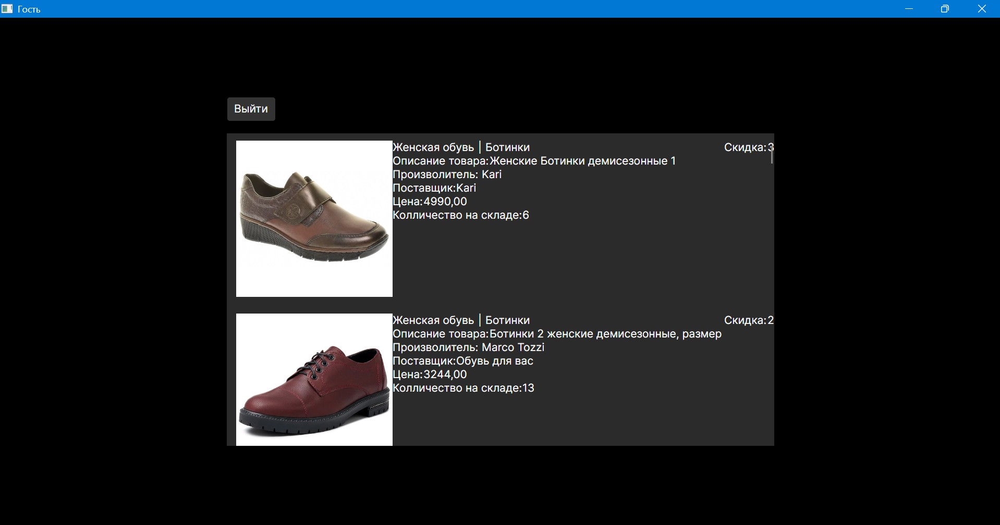 Гость
Выйти
Женская обувь | Ботинки
Скидка:3
Описание товара:Женские Ботинки демисезонные 1
Произволитель: Kari
Поставщик:Kari
Цена:4990,00
Колличество на складе:6
Женская обувь | Ботинки
Скидка:2
Описание товара:Ботинки 2 женские демисезонные, размер
Произволитель: Marco Tozzi
Поставщик:Обувь для вас
Цена:3244,00
Колличество на складе:13